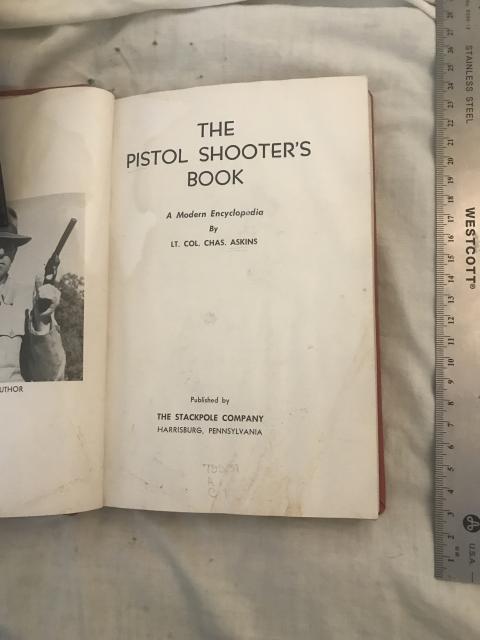 THE
PISTOL SHOOTER'S
BOOK
A Modern Encyclopedia
By
LT. COL. CHAS. ASKINS
Published by
THE STACKPOLE COMPANY
HARRISBURG, PENNSYLVANIA
UTHOR
STAINLESS STEEL
WESTCOTT®
U.S.A.